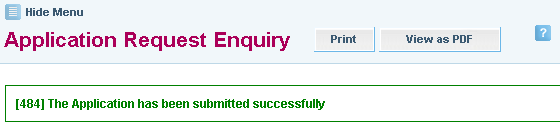 Hide Menu
Application Request Enquiry
Print
View as PDF
?
[484] The Application has been submitted successfully